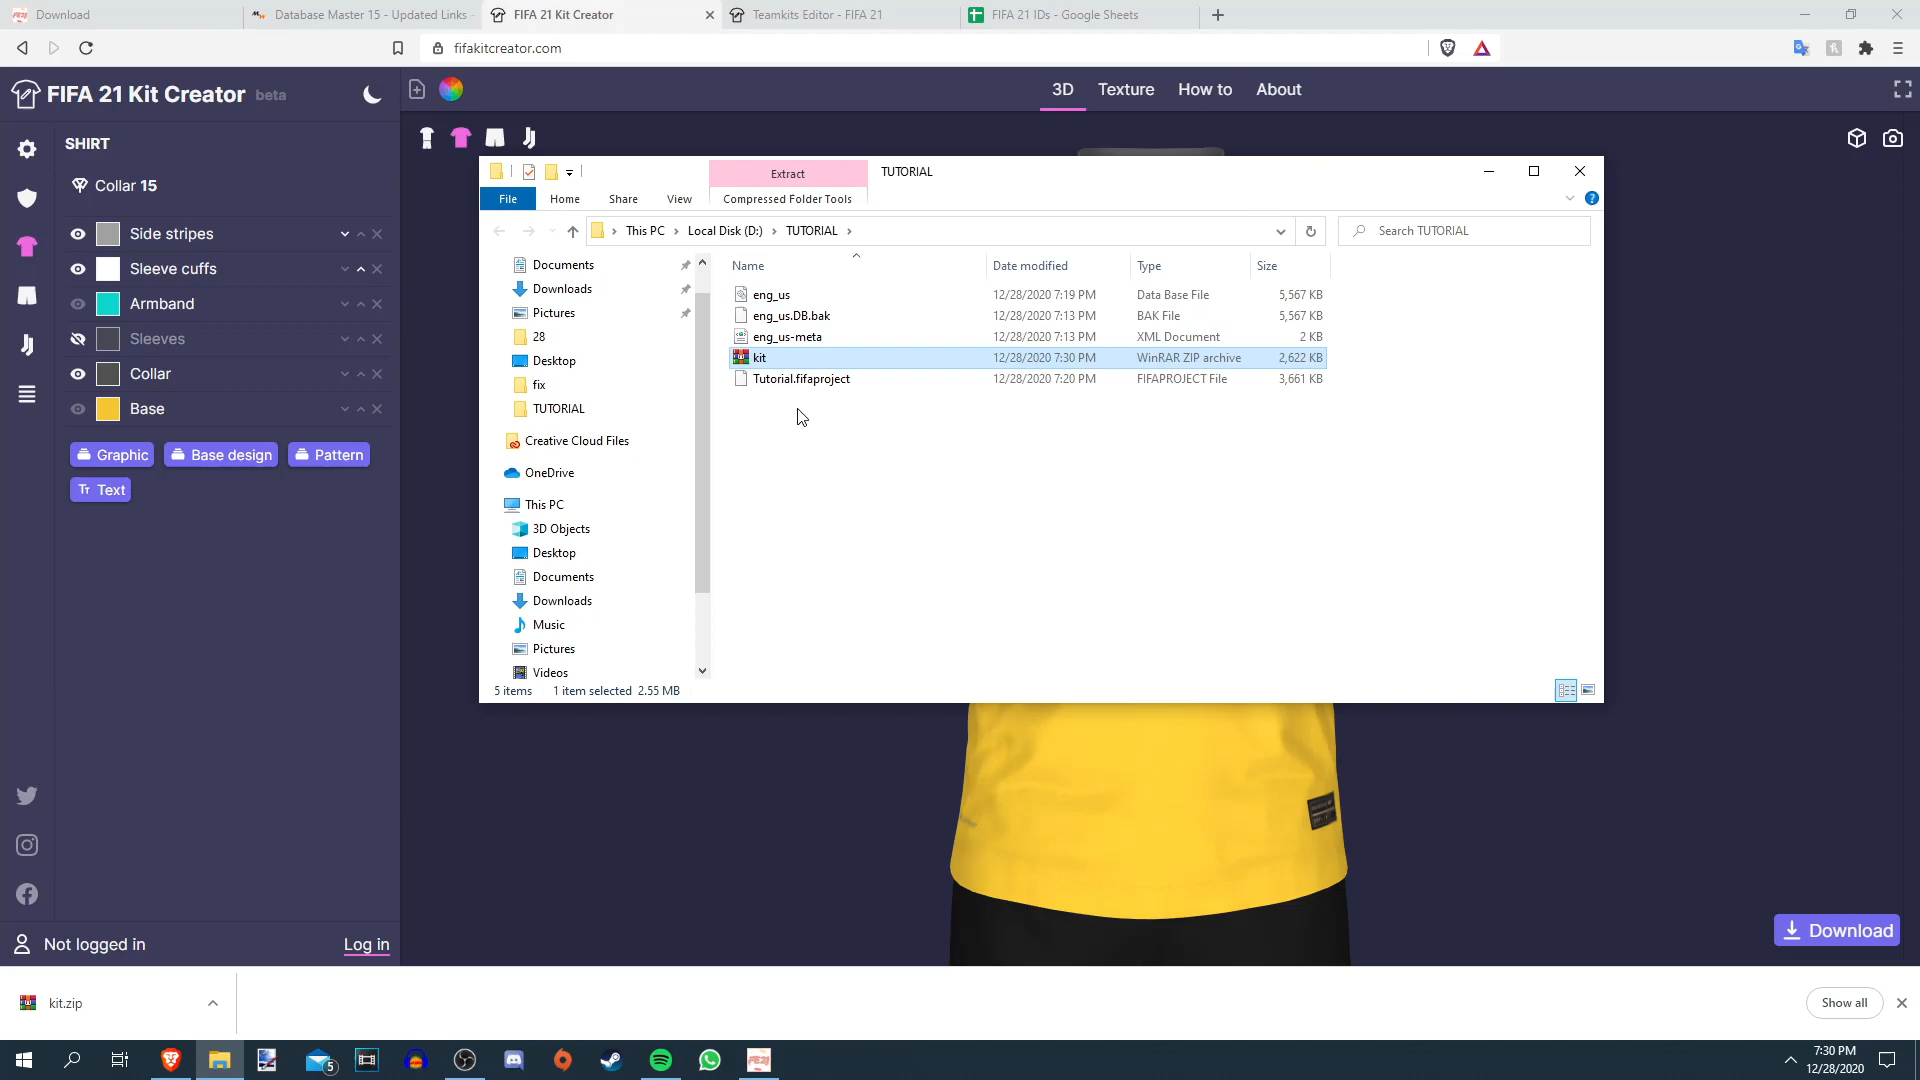 Download
Database Master 15 - Updated Links -
FIFA 21 Kit Creator
Teamkits Editor - FIFA 21
FIFA 21 IDs - Google Sheets
fifakitcreator.com
FIFA 21 Kit Creator beta
3D
Texture
How to
About
SHIRT
Collar 15
Side stripes
Sleeve cuffs
Armband
Sleeves
Collar
Base
Graphic
Base design
Pattern
Text
Extract
TUTORIAL
File
Home
Share
View
Compressed Folder Tools
This PC
Local Disk (D:)
TUTORIAL
Search TUTORIAL
Documents
Downloads
Pictures
28
Desktop
fix
TUTORIAL
Creative Cloud Files
OneDrive
This PC
3D Objects
Desktop
Documents
Downloads
Music
Pictures
Videos
Name Date modified Type Size
eng_us 12/28/2020 7:19 PM Data Base File 5,567 KB
eng_us.DB.bak 12/28/2020 7:13 PM BAK File 5,567 KB
eng_us-meta 12/28/2020 7:13 PM XML Document 2 KB
kit 12/28/2020 7:30 PM WinRAR ZIP archive 2,622 KB
Tutorial.fifaproject 12/28/2020 7:20 PM FIFAPROJECT File 3,661 KB
5 items 1 item selected 2.55 MB
Not logged in
Log in
Download
kit.zip
Show all
5
7:30 PM
12/28/2020